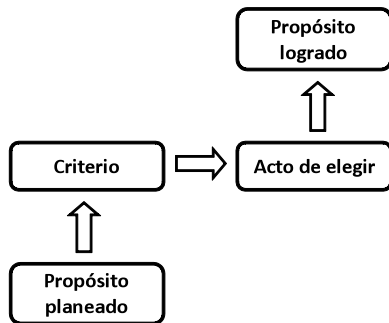 Propósito
logrado
Criterio
Acto de elegir
Propósito
planeado